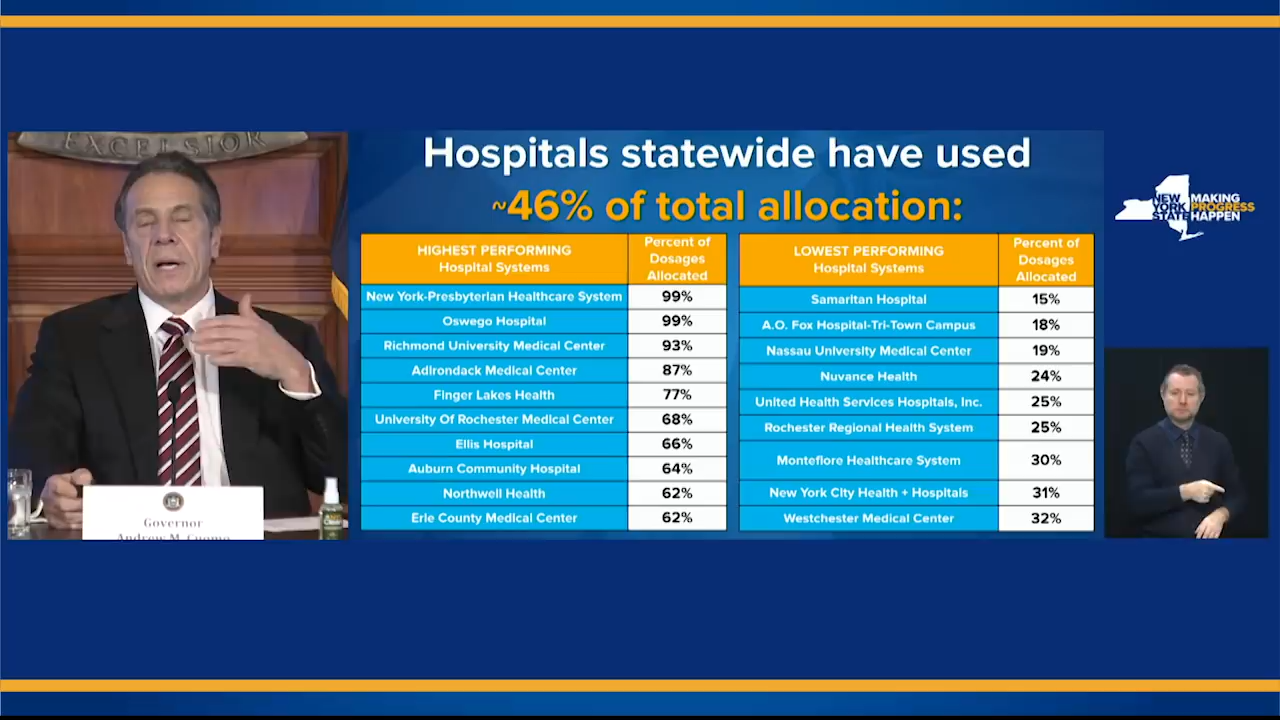 EXCELSIOR
Hospitals statewide have used
~46% of total allocation:
HIGHEST PERFORMING
Hospital Systems
Percent of
Dosages
Allocated
New York-Presbyterian Healthcare System 99%
Oswego Hospital 99%
Richmond University Medical Center 93%
Adirondack Medical Center 87%
Finger Lakes Health 77%
University Of Rochester Medical Center 68%
Ellis Hospital 66%
Auburn Community Hospital 64%
Northwell Health 62%
Erie County Medical Center 62%
LOWEST PERFORMING
Hospital Systems
Percent of
Dosages
Allocated
Samaritan Hospital 15%
A.O. Fox Hospital-Tri-Town Campus 18%
Nassau University Medical Center 19%
Nuvance Health 24%
United Health Services Hospitals, Inc. 25%
Rochester Regional Health System 25%
Montefiore Healthcare System 30%
New York City Health + Hospitals 31%
Westchester Medical Center 32%
Governor
Andrew M. Cuomo
NEW
YORK
STATE
MAKING
PROGRESS
HAPPEN